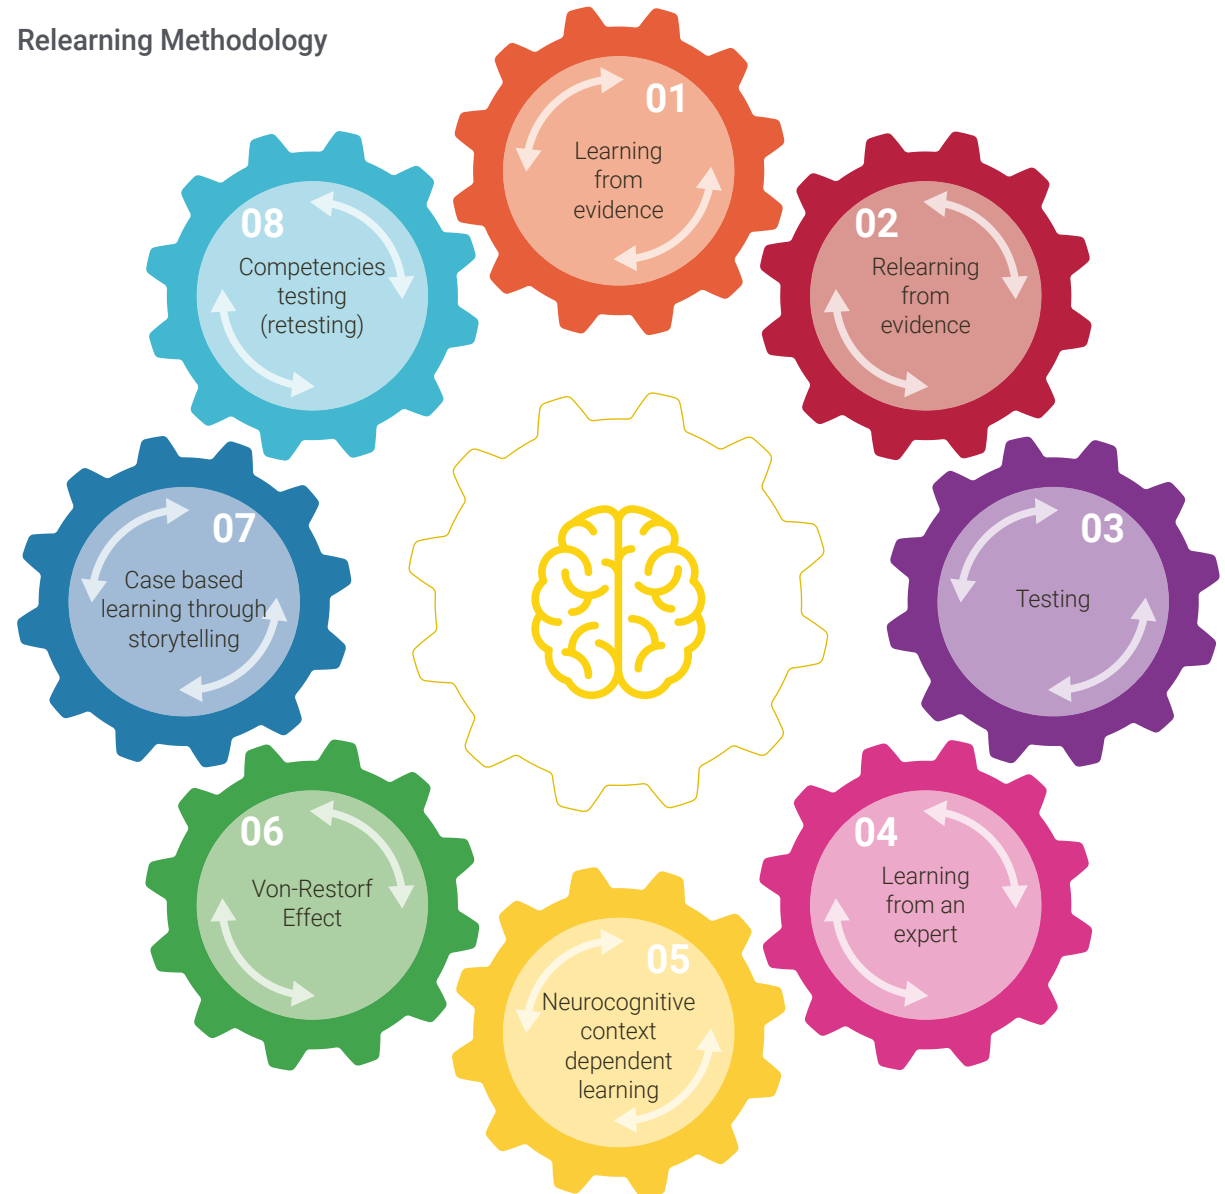 Relearning Methodology
01
Learning
from
evidence
02
Relearning
from
evidence
03
Testing
04
Learning
from an
expert
05
Neurocognitive
context
dependent
learning
06
Von-Restorf
Effect
07
Case based
learning through
storytelling
08
Competencies
testing
(retesting)